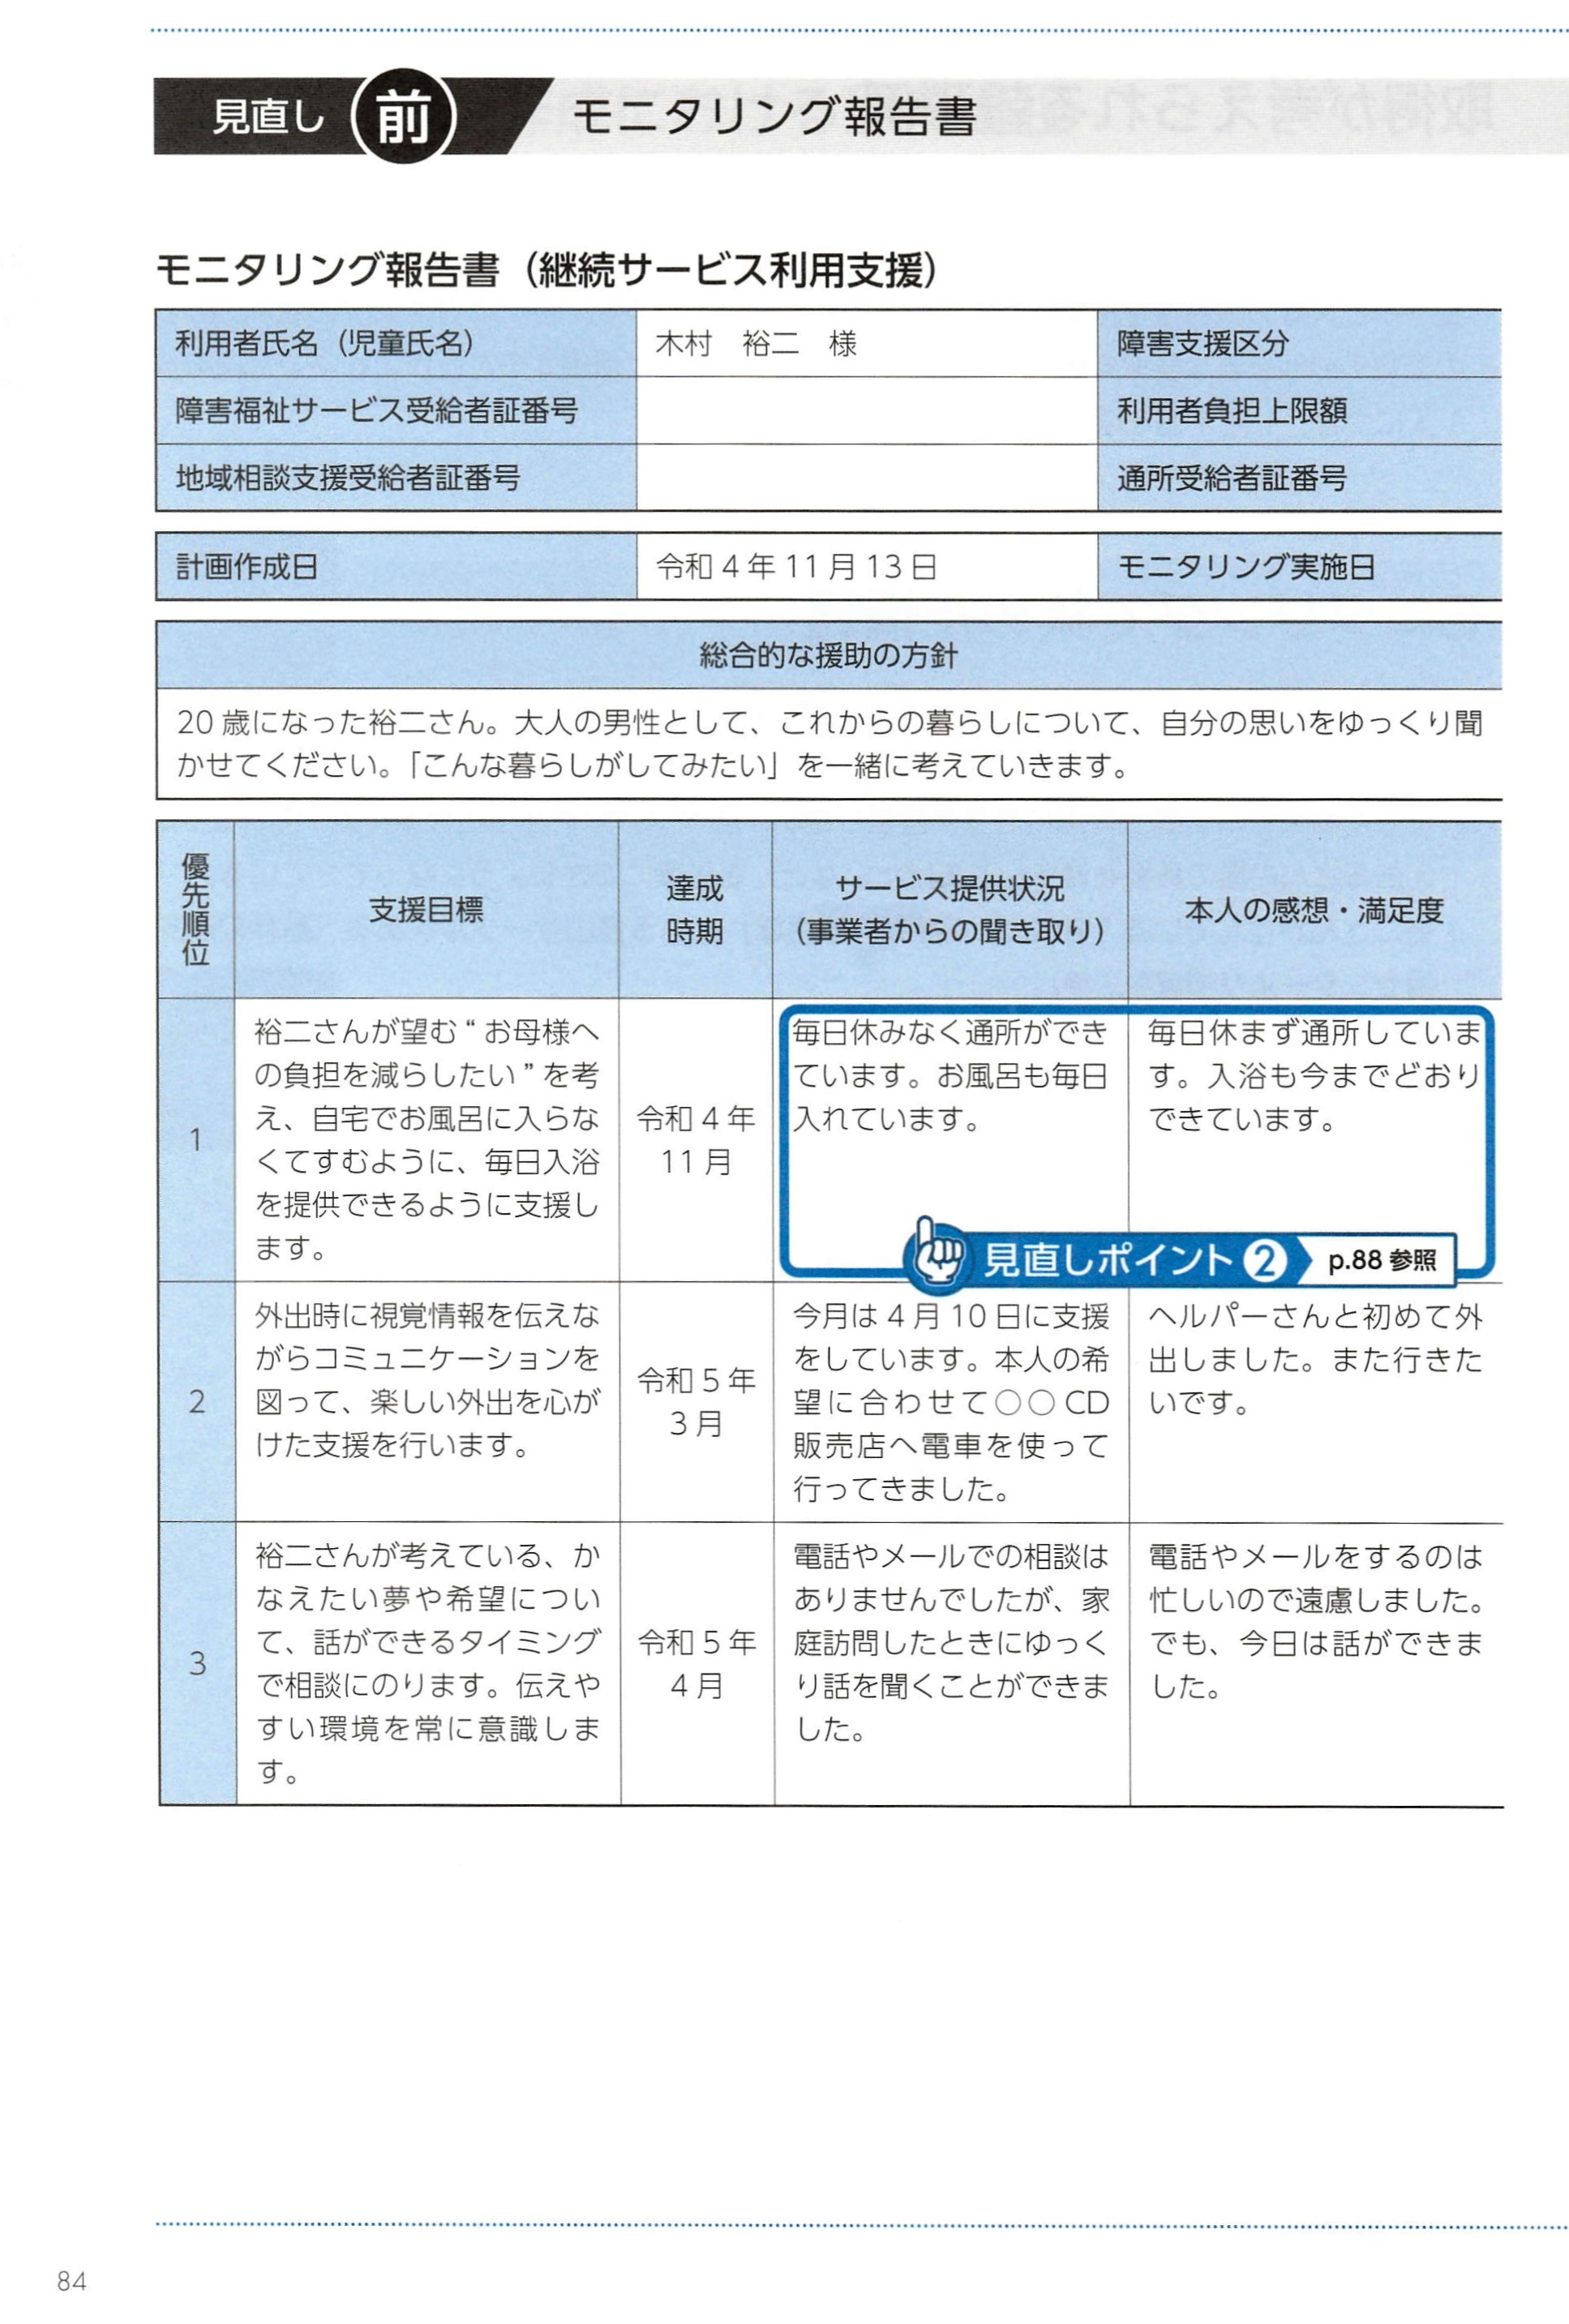 見直し 前 モニタリング報告書
モニタリング報告書（継続サービス利用支援）
利用者氏名（児童氏名） 木村　裕二　様 障害支援区分
障害福祉サービス受給者証番号 利用者負担上限額
地域相談支援受給者証番号 通所受給者証番号
計画作成日 令和4年11月13日 モニタリング実施日
総合的な援助の方針
20歳になった裕二さん。大人の男性として、これからの暮らしについて、自分の思いをゆっくり聞
かせてください。「こんな暮らしがしてみたい」を一緒に考えていきます。
優先順位
支援目標
達成
時期
サービス提供状況
（事業者からの聞き取り）
本人の感想・満足度
1
裕二さんが望む“お母様へ
の負担を減らしたい”を考
え、自宅でお風呂に入らな
くてすむように、毎日入浴
を提供できるように支援し
ます。
令和4年
11月
毎日休みなく通所ができ
ています。お風呂も毎日
入れています。
毎日休まず通所していま
す。入浴も今までどおり
できています。
見直しポイント 2 p.88 参照
2
外出時に視覚情報を伝えな
がらコミュニケーションを
図って、楽しい外出を心が
けた支援を行います。
令和5年
3月
今月は4月10日に支援
をしています。本人の希
望に合わせて○○CD
販売店へ電車を使って
行ってきました。
ヘルパーさんと初めて外
出しました。また行きた
いです。
3
裕二さんが考えている、か
なえたい夢や希望につい
て、話ができるタイミング
で相談にのります。伝えや
すい環境を常に意識しま
す。
令和5年
4月
電話やメールでの相談は
ありませんでしたが、家
庭訪問したときにゆっく
り話を聞くことができま
した。
電話やメールをするのは
忙しいので遠慮しました。
でも、今日は話ができま
した。
84